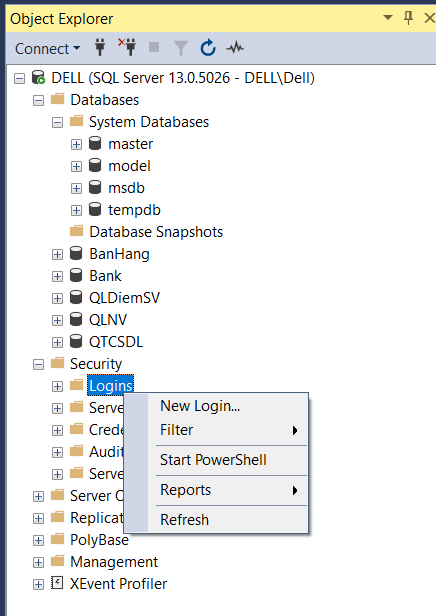 Object Explorer
Connect
DELL (SQL Server 13.0.5026 - DELL\Dell)
Databases
System Databases
master
model
msdb
tempdb
Database Snapshots
BanHang
Bank
QLDiemSV
QLNV
QTCSDL
Security
Logins
New Login...
Filter
Start PowerShell
Reports
Refresh
Serve
Crede
Audit
Serve
Server O
Replicat
PolyBase
Management
XEvent Profiler